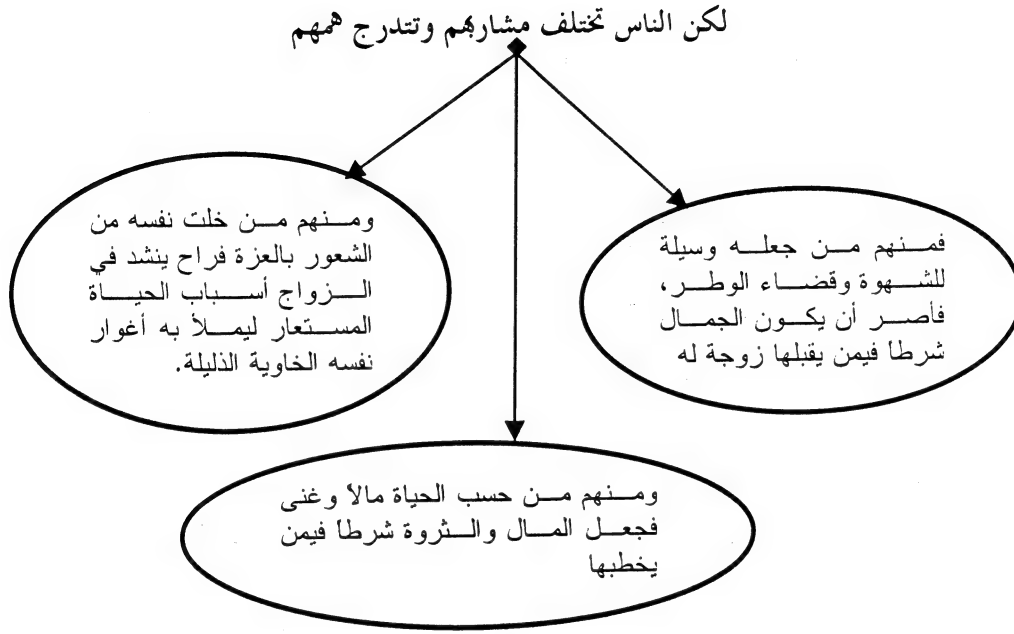 لكن الناس تختلف مشاربهم وتتدرج هممهم
فمنهم من جعله وسيلة
للشهوة وقضاء الوطر،
فأصر أن يكون الجمال
شرطا فيمن يقبلها زوجة له
ومنهم من حسب الحياة مالاً وغنى
فجعل المال والثروة شرطا فيمن
يخطبها
ومنهم من خلت نفسه من
الشعور بالعزة فراح ينشد في
الزواج أسباب الحياة
المستعار ليملأ به أغوار
نفسه الخاوية الذليلة.